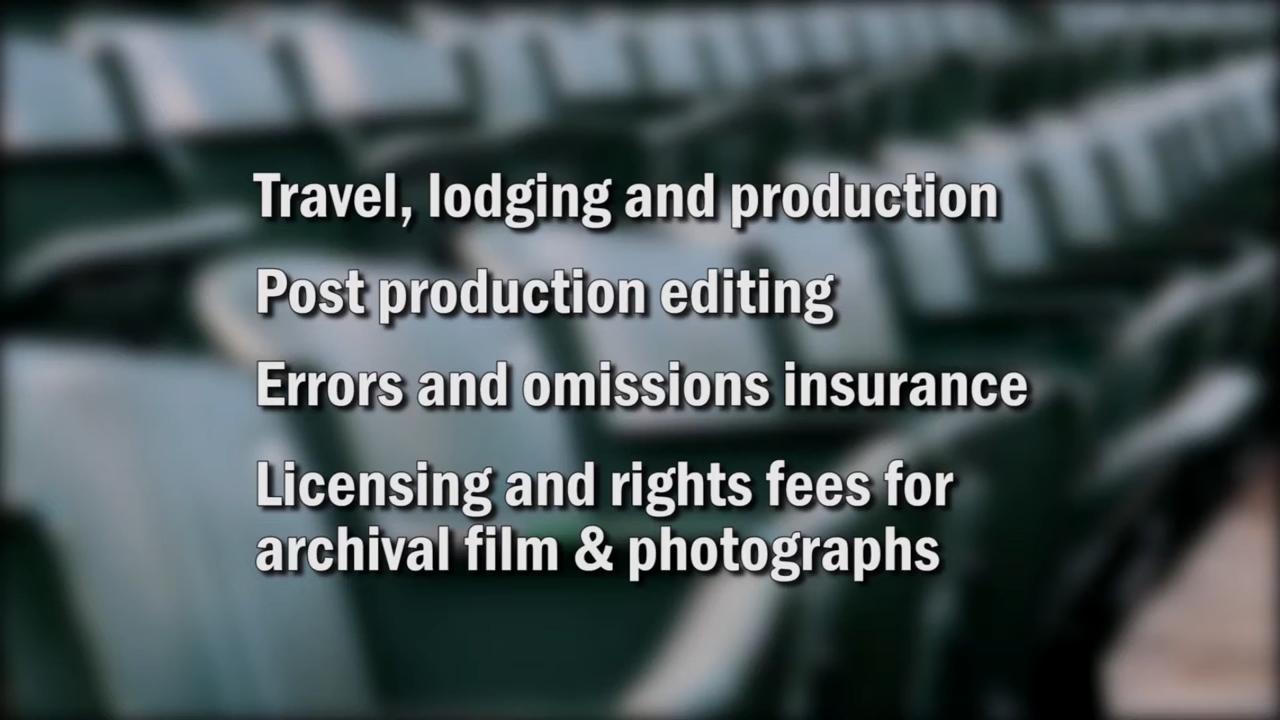 Travel, lodging and production
Post production editing
Errors and omissions insurance
Licensing and rights fees for
archival film & photographs